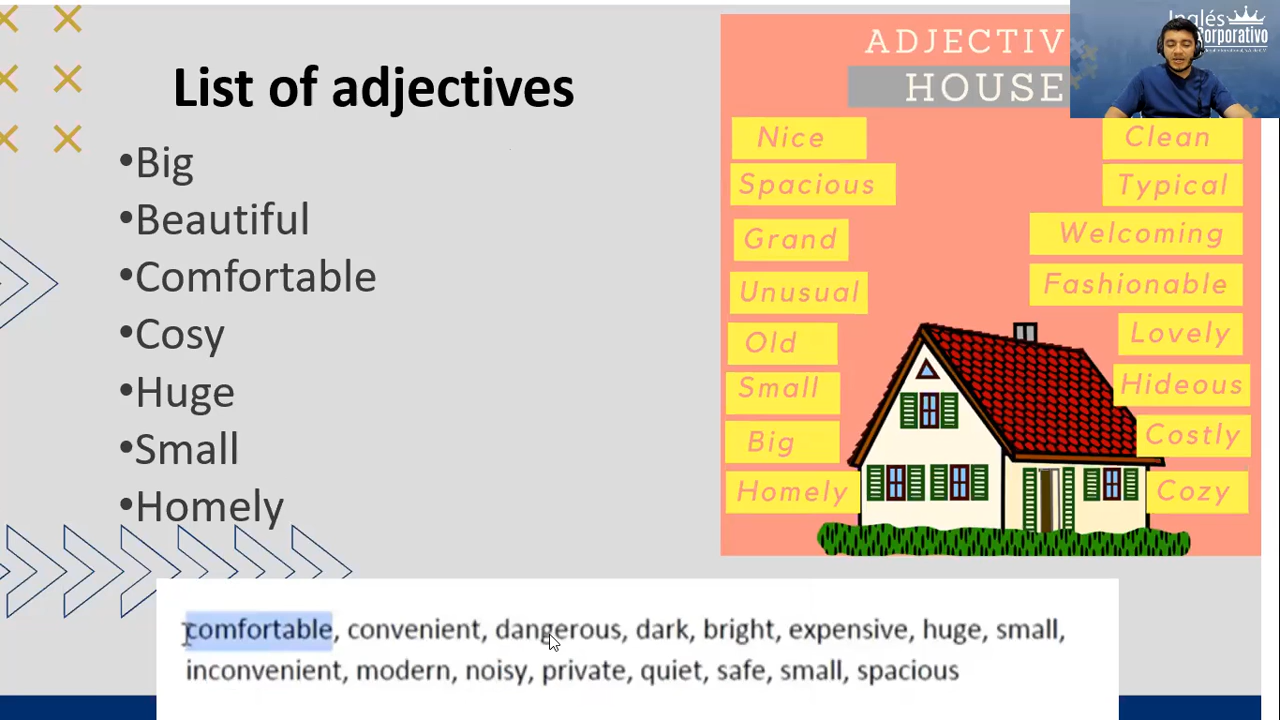 List of adjectives
•Big
•Beautiful
•Comfortable
•Cosy
•Huge
•Small
•Homely
ADJECTIV
HOUSE
Nice
Spacious
Grand
Unusual
Old
Small
Big
Homely
Clean
Typical
Welcoming
Fashionable
Lovely
Hideous
Costly
Cozy
Inglés
Corporativo
comfortable, convenient, dangerous, dark, bright, expensive, huge, small,
inconvenient, modern, noisy, private, quiet, safe, small, spacious